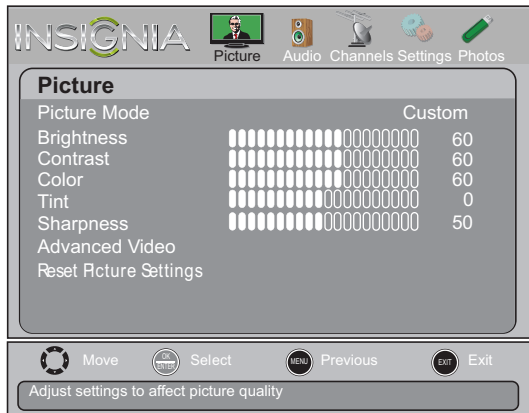 INSIGNIA
Picture Audio Channels Settings Photos
Picture
Picture Mode Custom
Brightness 60
Contrast 60
Color 60
Tint 0
Sharpness 50
Advanced Video
Reset Picture Settings
Move OK ENTER Select MENU Previous EXIT Exit
Adjust settings to affect picture quality